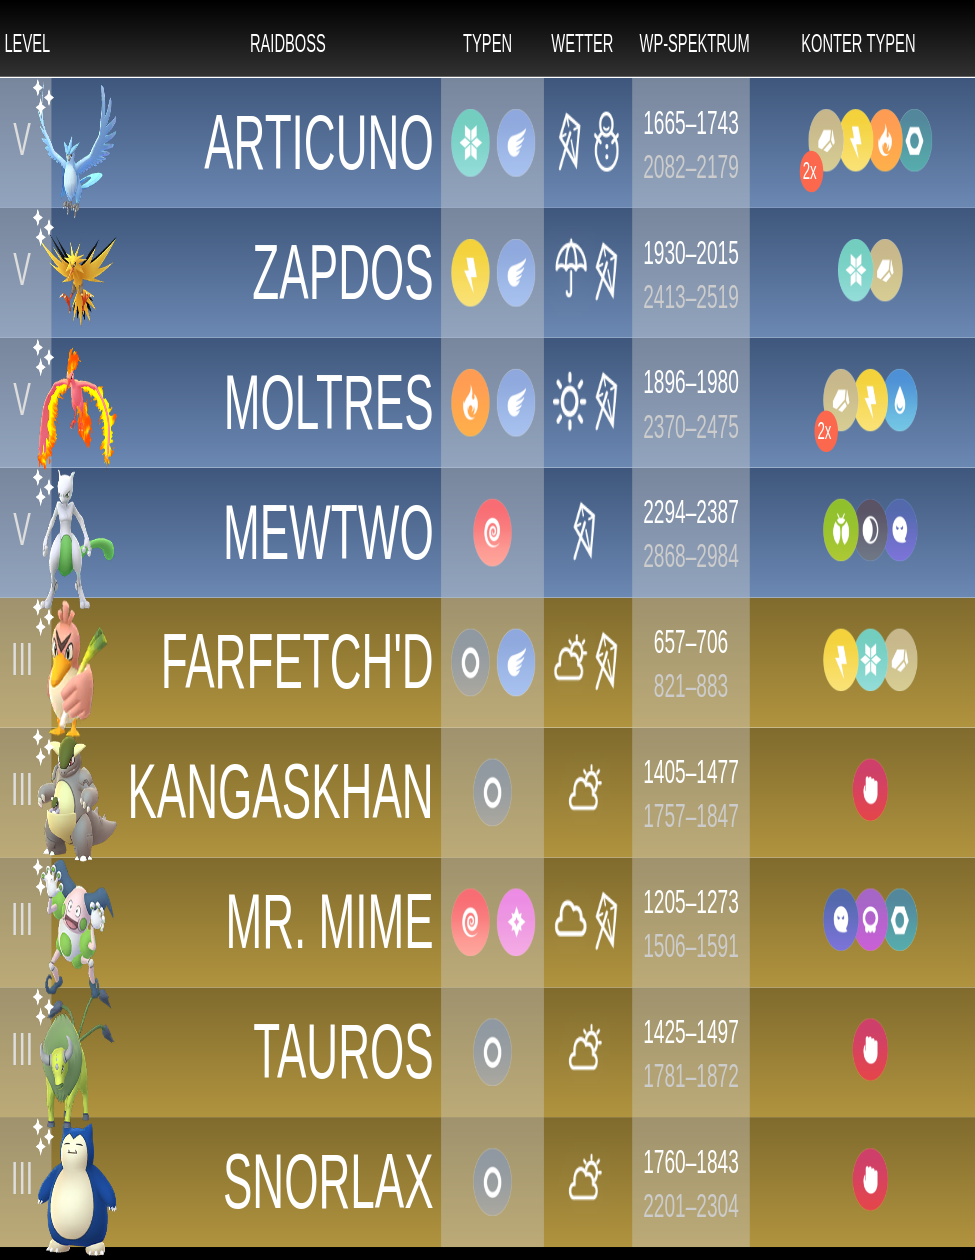 LEVEL RAIDBOSS TYPEN WETTER WP-SPEKTRUM KONTER TYPEN
V ARTICUNO 1665–1743
2082–2179
2x
V ZAPDOS 1930–2015
2413–2519
V MOLTRES 1896–1980
2370–2475
2x
V MEWTWO 2294–2387
2868–2984
III FARFETCH'D 657–706
821–883
III KANGASKHAN 1405–1477
1757–1847
III MR. MIME 1205–1273
1506–1591
III TAUROS 1425–1497
1781–1872
III SNORLAX 1760–1843
2201–2304